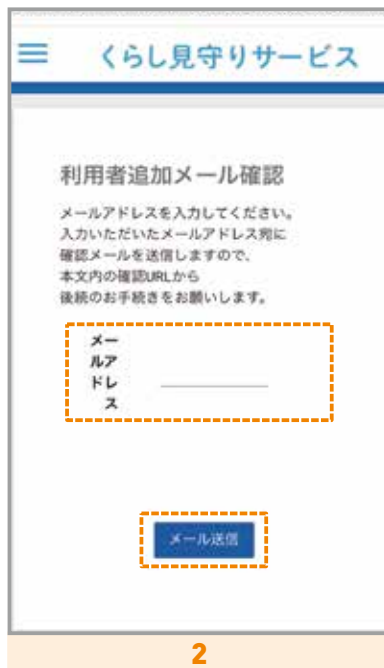 くらし見守りサービス
利用者追加メール確認
メールアドレスを入力してください。
入力いただいたメールアドレス宛に
確認メールを送信しますので、
本文内の確認URLから
後続のお手続きをお願いします。
メー
ルア
ドレ
ス
メール送信
2